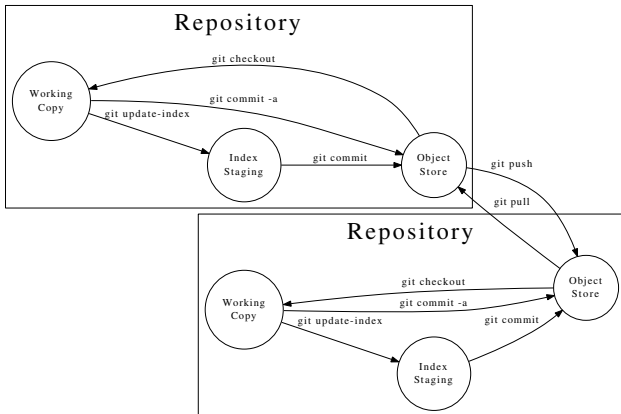 Repository
git checkout
Working
Copy
git commit -a
git update-index
Index
Staging
git commit
Object
Store
git push
git pull
Repository
git checkout
Object
Store
Working
Copy
git commit -a
git update-index
git commit
Index
Staging